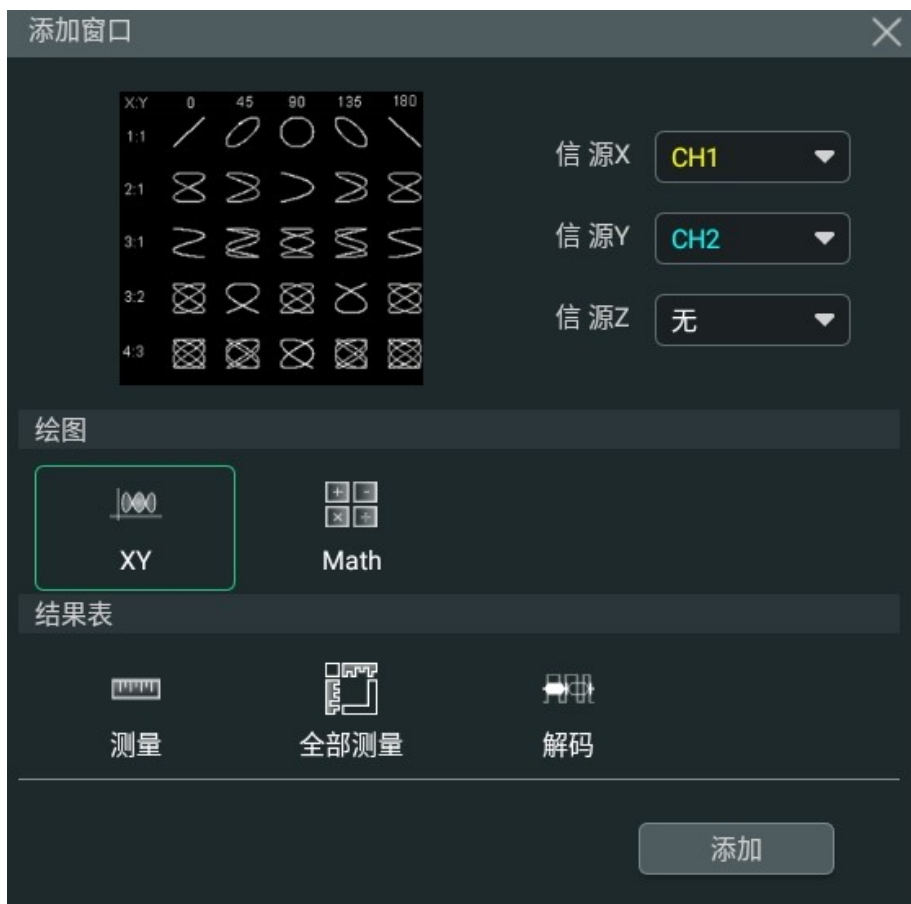 添加窗口
X:Y 0 45 90 135 180
1:1
信 源X CH1
2:1
信 源Y CH2
3:1
3:2
信 源Z 无
4:3
绘图
XY Math
结果表
测量 全部测量 解码
添加